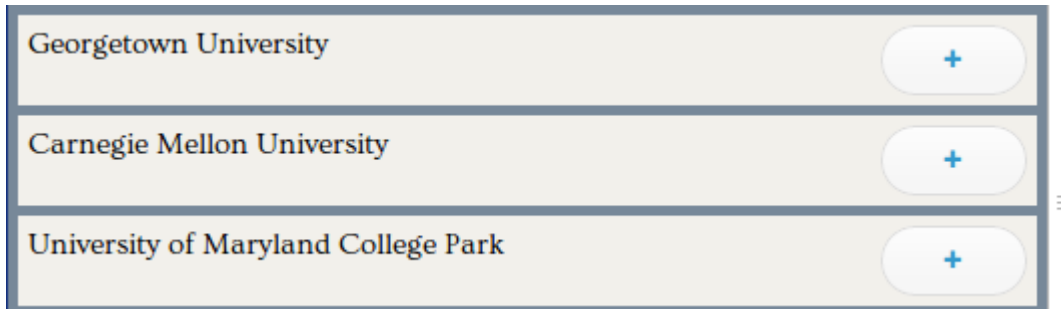 Georgetown University
+
Carnegie Mellon University
+
University of Maryland College Park
+